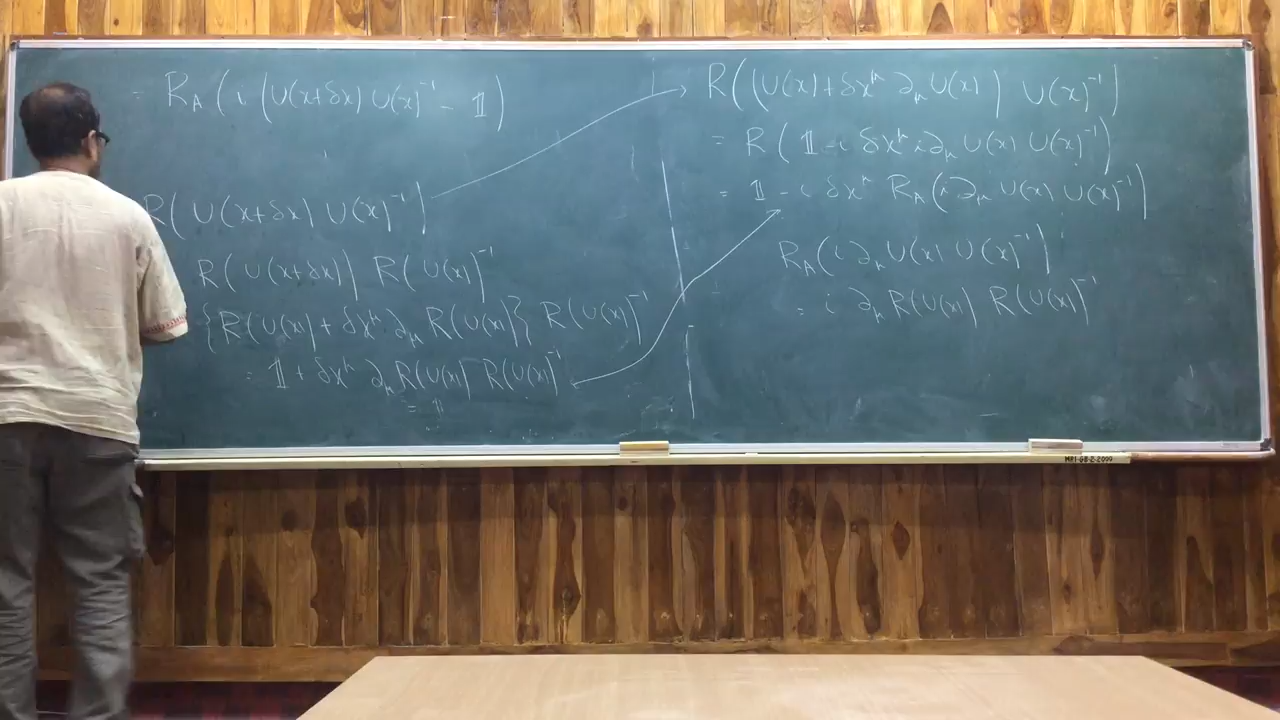 = R_A ( i ( U(x+δx) U(x)^{-1} - 𝟙 )
R( U(x+δx) U(x)^{-1} )
R( U(x+δx) ) R( U(x) )^{-1}
{ R(U(x)) + δx^μ ∂_μ R(U(x)) } R(U(x))^{-1}
= 𝟙 + δx^μ ∂_μ R(U(x)) R(U(x))^{-1}
= 𝟙
R( (U(x) + δx^μ ∂_μ U(x) ) U(x)^{-1} )
= R ( 𝟙 - i δx^μ i ∂_μ U(x) U(x)^{-1} )
= 𝟙 - i δx^μ R_A ( i ∂_μ U(x) U(x)^{-1} )
R_A ( i ∂_μ U(x) U(x)^{-1} )
= i ∂_μ R(U(x)) R(U(x))^{-1}